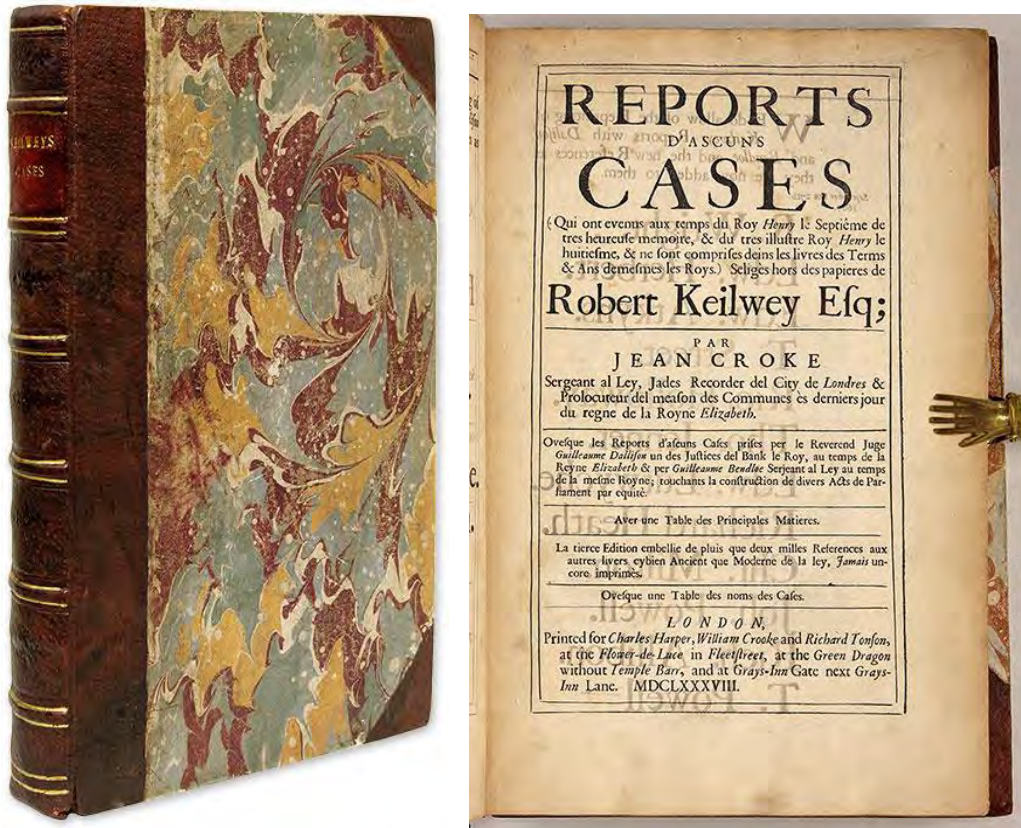 KEILWEYS
CASES
REPORTS
D'ASCUNS
CASES
(Qui ont evenus aux temps du Roy Henry le Septiéme de
tres heureuſe memoire, & du tres illuſtre Roy Henry le
huitieſme, & ne ſont compriſes deins les livres des Terms
& Ans demeſmes les Roys.) Seligès hors des papieres de
Robert Keilwey Eſq;
PAR
JEAN CROKE
Sergeant al Ley, Jades Recorder del City de Londres &
Prolocuteur del meaſon des Communes és derniers jour
du regne de la Royne Elizabeth.
Oveſque les Reports d'aſcuns Caſes priſes per le Reverend Juge
Guilleaume Dalliſon un des Juſtices del Bank le Roy, au temps de la
Reyne Elizabeth & per Guilleaume Bendloe Serjeant al Ley au temps
de la meſme Royne; touchants la conſtruction de divers Acts de Par-
liament par equité.
Aver une Table des Principales Matieres.
La tierce Edition embellie de pluis que deux milles References aux
autres livers cybien Ancient que Moderne de la ley, Jamais un-
core imprimès.
Oveſque une Table des noms des Caſes.
LONDON,
Printed for Charles Harper, William Crooke and Richard Tonſon,
at the Flower-de-Luce in Fleetſtreet, at the Green Dragon
without Temple Barr, and at Grays-Inn Gate next Grays-
Inn Lane. MDCLXXXVIII.